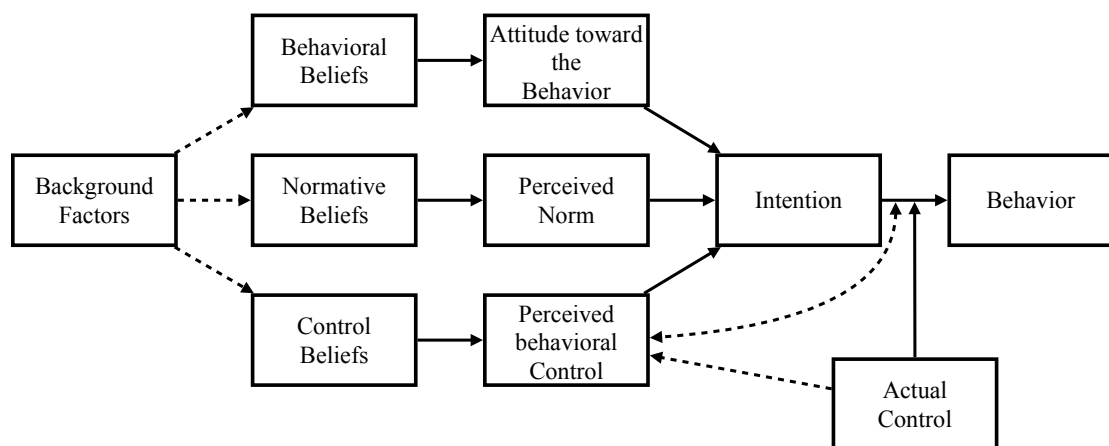 Behavioral
Beliefs
Attitude toward
the
Behavior
Background
Factors
Normative
Beliefs
Perceived
Norm
Intention
Behavior
Control
Beliefs
Perceived
behavioral
Control
Actual
Control